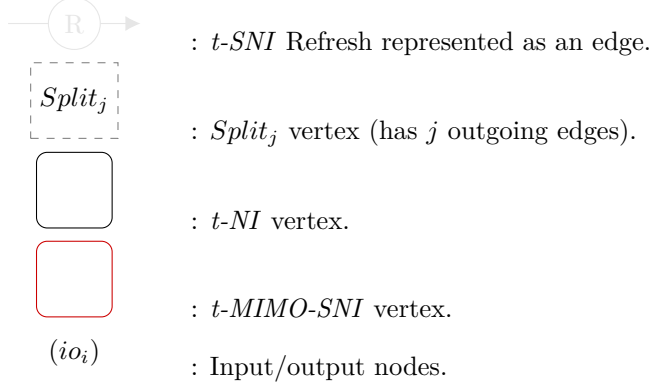 R
: t-SNI Refresh represented as an edge.
Split_j
: Split_j vertex (has j outgoing edges).
: t-NI vertex.
: t-MIMO-SNI vertex.
(io_i)
: Input/output nodes.